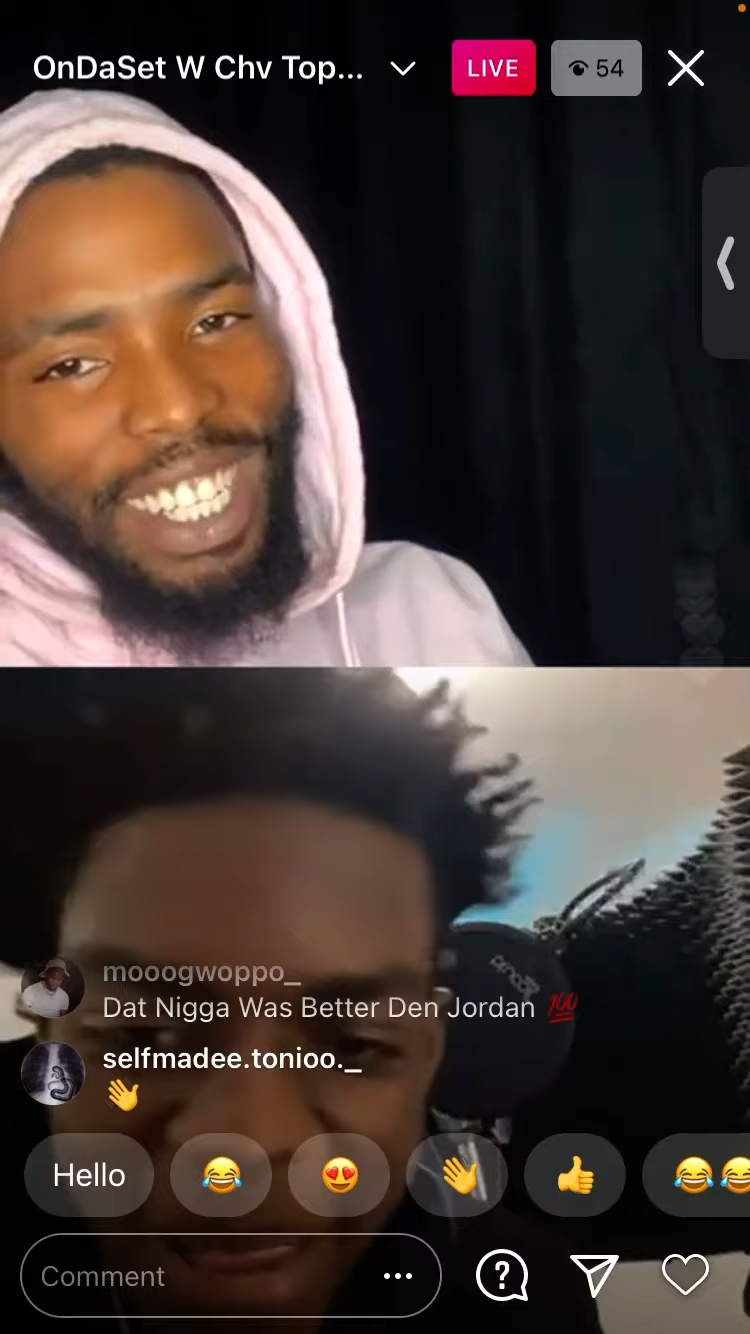 OnDaSet W Chv Top...
LIVE
54
mooogwoppo_
Dat Nigga Was Better Den Jordan 💯
selfmadee.tonioo._
👋
Hello 😂 😍 👋 👍 😂😂
Comment